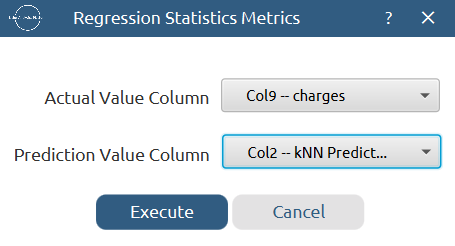 Regression Statistics Metrics ? ×
Actual Value Column Col9 -- charges
Prediction Value Column Col2 -- kNN Predict...
Execute Cancel